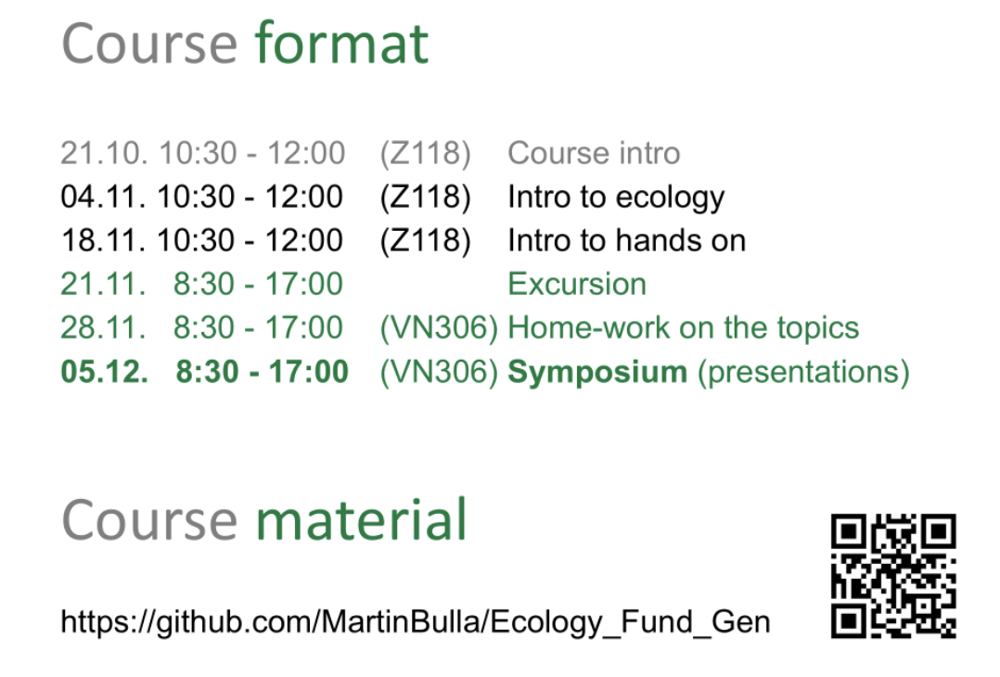 Course format
21.10. 10:30 - 12:00 (Z118) Course intro
04.11. 10:30 - 12:00 (Z118) Intro to ecology
18.11. 10:30 - 12:00 (Z118) Intro to hands on
21.11. 8:30 - 17:00 Excursion
28.11. 8:30 - 17:00 (VN306) Home-work on the topics
05.12. 8:30 - 17:00 (VN306) Symposium (presentations)
Course material
https://github.com/MartinBulla/Ecology_Fund_Gen